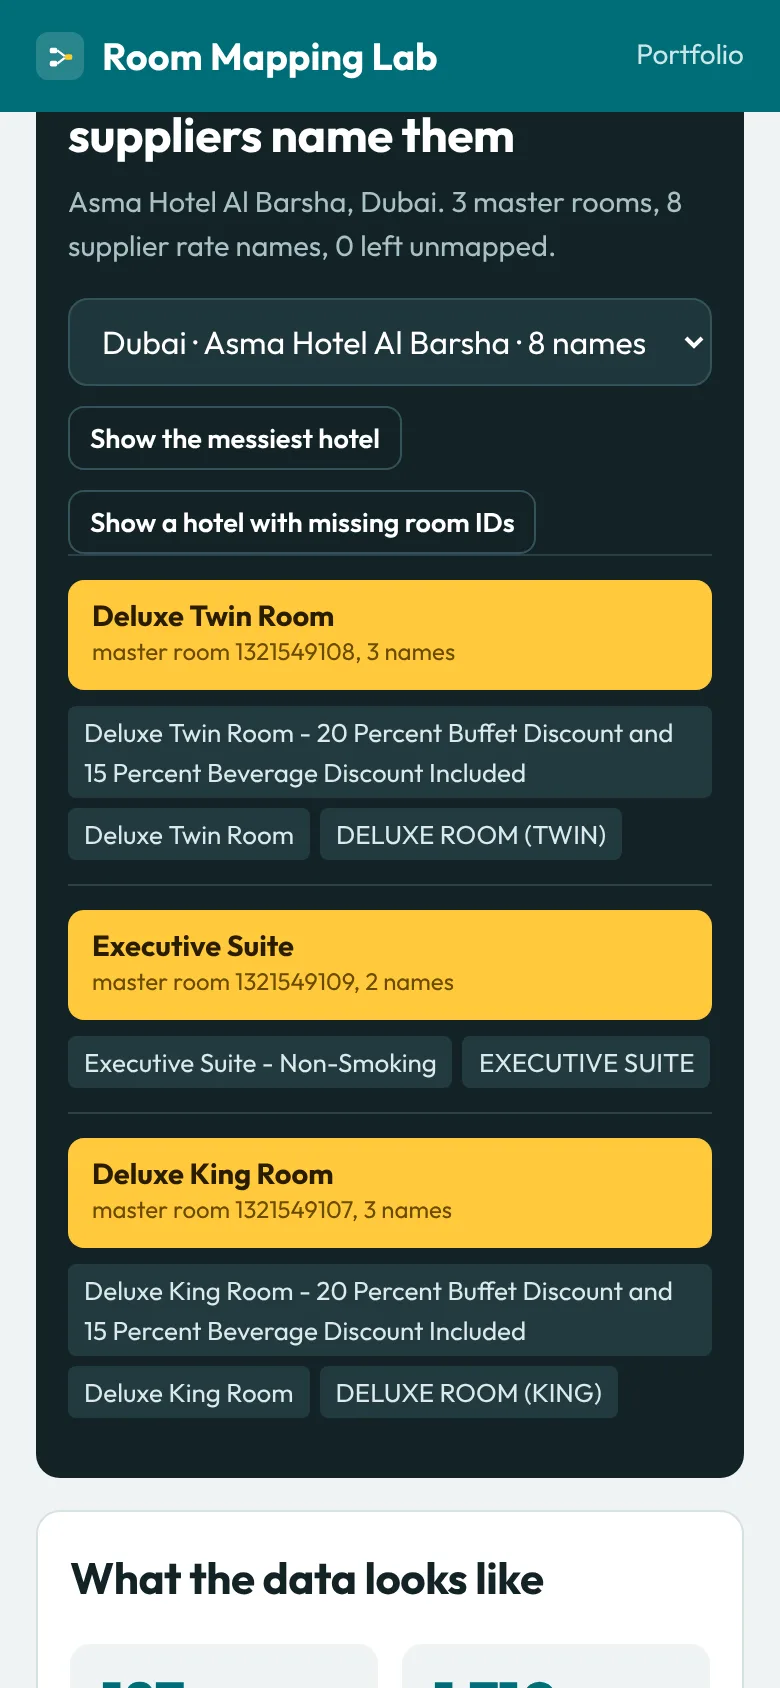 Room Mapping Lab
Portfolio
suppliers name them
Asma Hotel Al Barsha, Dubai. 3 master rooms, 8
supplier rate names, 0 left unmapped.
Dubai · Asma Hotel Al Barsha · 8 names
Show the messiest hotel
Show a hotel with missing room IDs
Deluxe Twin Room
master room 1321549108, 3 names
Deluxe Twin Room - 20 Percent Buffet Discount and
15 Percent Beverage Discount Included
Deluxe Twin Room
DELUXE ROOM (TWIN)
Executive Suite
master room 1321549109, 2 names
Executive Suite - Non-Smoking
EXECUTIVE SUITE
Deluxe King Room
master room 1321549107, 3 names
Deluxe King Room - 20 Percent Buffet Discount and
15 Percent Beverage Discount Included
Deluxe King Room
DELUXE ROOM (KING)
What the data looks like